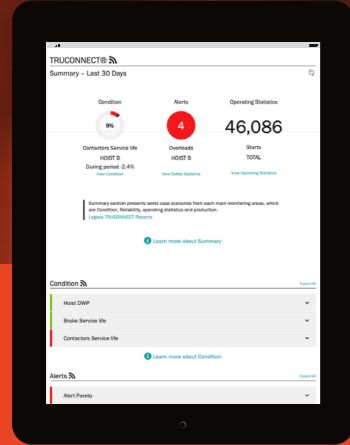 TRUCONNECT®
Summary – Last 30 Days
Condition
Alerts
Operating Statistics
9%
4
46,086
Contactors Service life
Overloads
Starts
HOIST B
HOIST B
TOTAL
During period -2.4%
View Condition
View Safety Statistics
View Operating Statistics
Summary section presents worst case scenarios from each main monitoring areas, which
are Condition, Reliability, operating statistics and production.
Legacy TRUCONNECT Reports
Learn more about Summary
Condition
Expand All
Hoist DWP
Brake Service life
Contactors Service life
Learn more about Condition
Alerts
Expand All
Alert Pareto